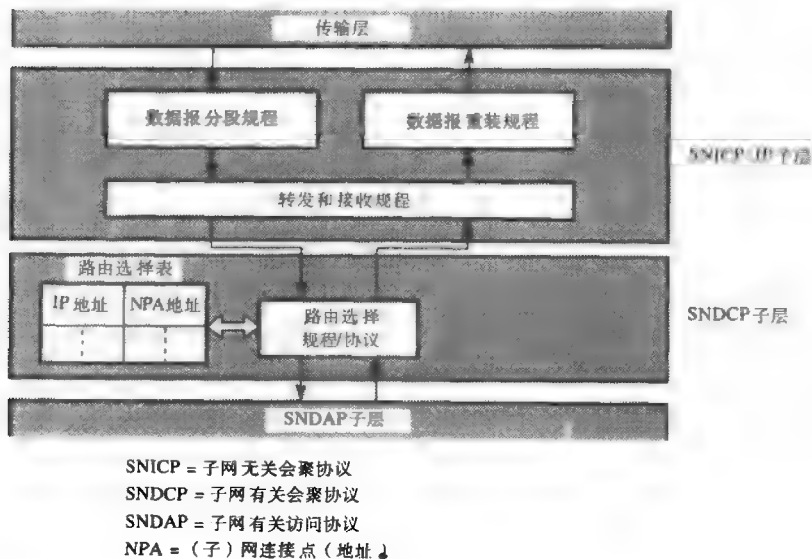 传输层
数据报分段规程
数据报重装规程
SNICP/IP子层
转发和接收规程
路由选择表
IP 地址
NPA地址
路由选择
规程/协议
SNDCP子层
SNDAP子层
SNICP = 子网无关会聚协议
SNDCP = 子网有关会聚协议
SNDAP = 子网有关访问协议
NPA = (子) 网连接点 (地址)